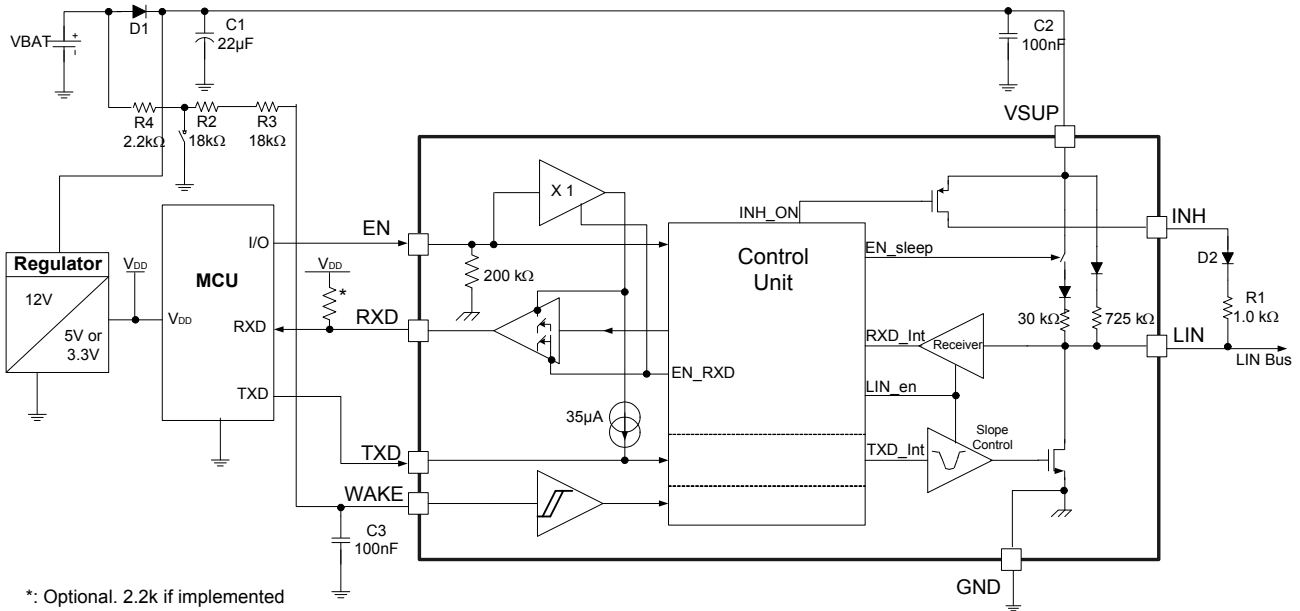 D1
VBAT
+
-
C1
22µF
C2
100nF
R4
2.2kΩ
R2
18kΩ
R3
18kΩ
VSUP
X 1
INH_ON
INH
I/O
EN
EN_sleep
Control
Unit
D2
Regulator
VDD
MCU
VDD
200 kΩ
12V
*
R1
1.0 kΩ
VDD
RXD
RXD
30 kΩ
725 kΩ
5V or
3.3V
RXD_Int
Receiver
LIN
LIN Bus
EN_RXD
TXD
LIN_en
35µA
TXD
TXD_Int
Slope
Control
WAKE
C3
100nF
GND
*: Optional. 2.2k if implemented